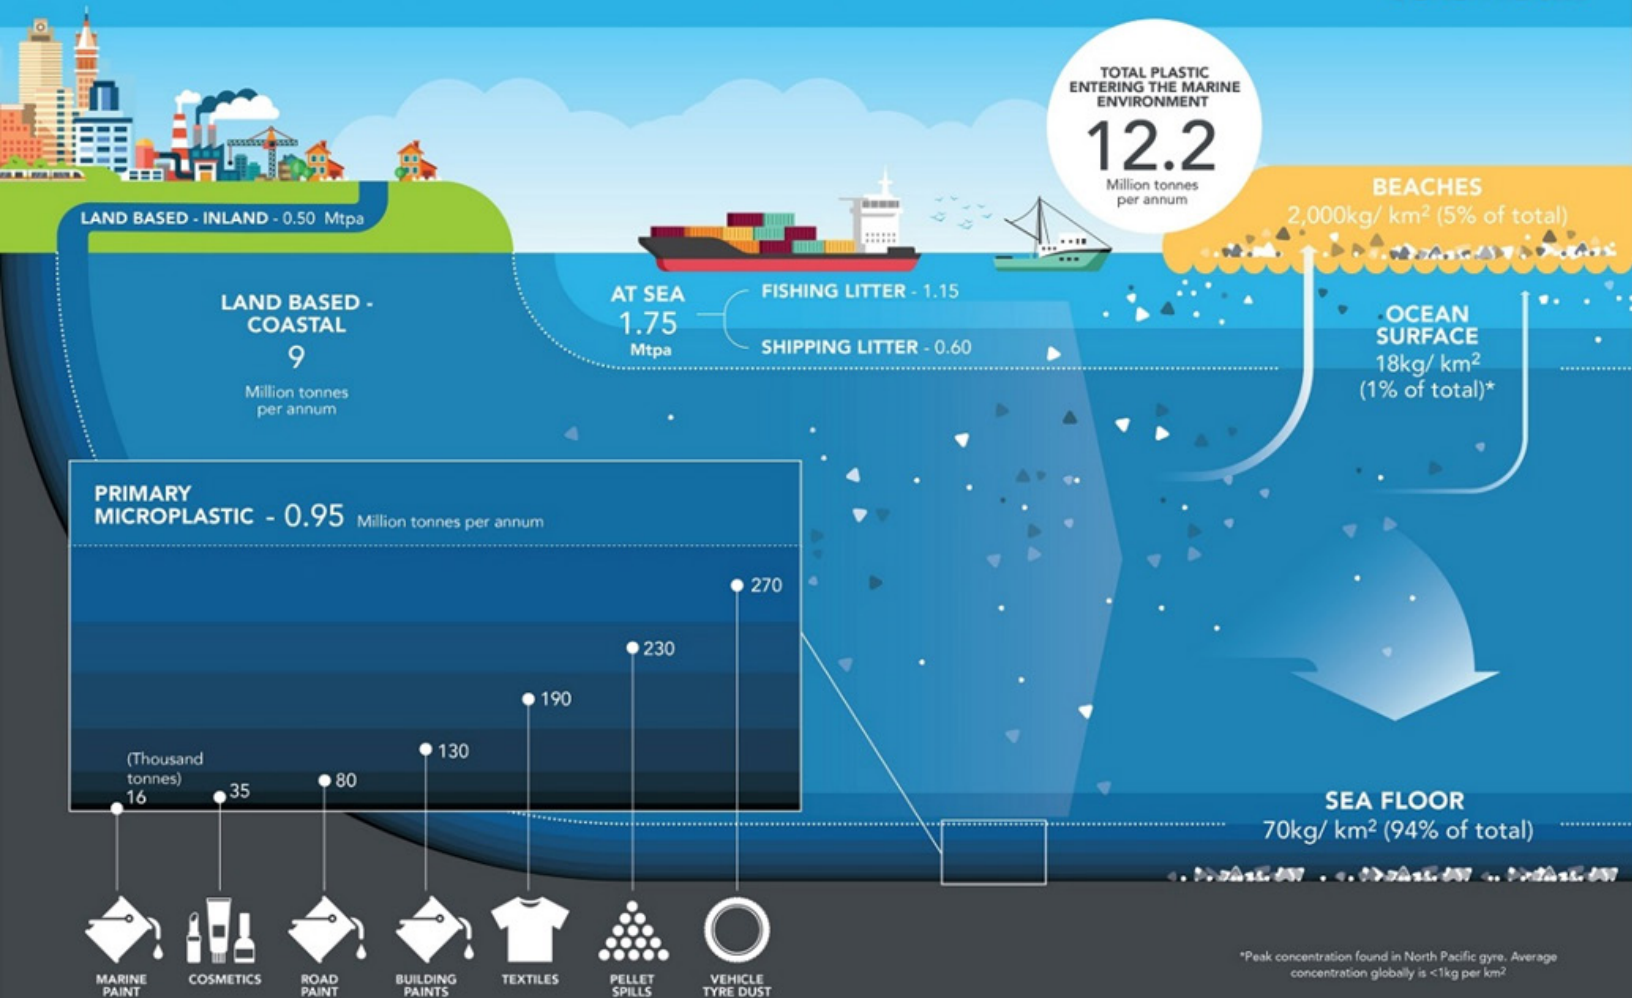 TOTAL PLASTIC
ENTERING THE MARINE
ENVIRONMENT
12.2
Million tonnes
per annum
BEACHES
2,000kg/ km² (5% of total)
LAND BASED - INLAND - 0.50 Mtpa
LAND BASED -
COASTAL
9
Million tonnes
per annum
AT SEA
1.75
Mtpa
FISHING LITTER - 1.15
SHIPPING LITTER - 0.60
OCEAN
SURFACE
18kg/ km²
(1% of total)*
PRIMARY
MICROPLASTIC - 0.95 Million tonnes per annum
270
230
190
130
80
35
(Thousand
tonnes)
16
SEA FLOOR
70kg/ km² (94% of total)
MARINE
PAINT
COSMETICS
ROAD
PAINT
BUILDING
PAINTS
TEXTILES
PELLET
SPILLS
VEHICLE
TYRE DUST
*Peak concentration found in North Pacific gyre. Average
concentration globally is <1kg per km²